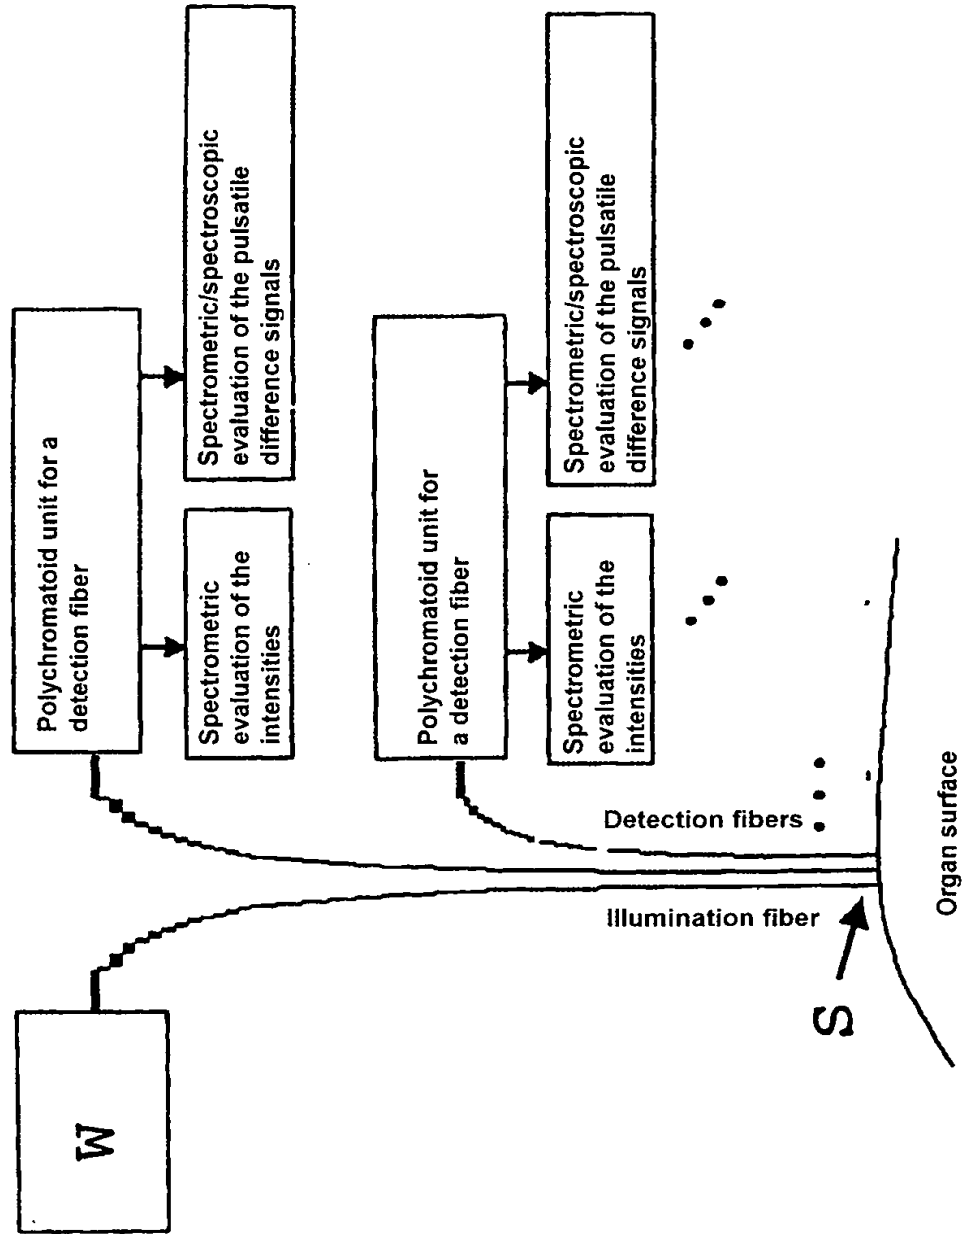 Polychromatoid unit for a
detection fiber
Spectrometric
evaluation of the
intensities
Spectrometric/spectroscopic
evaluation of the pulsatile
difference signals
Polychromatoid unit for
a detection fiber
Spectrometric
evaluation of the
intensities
Spectrometric/spectroscopic
evaluation of the pulsatile
difference signals
W
Detection fibers
Illumination fiber
S
Organ surface